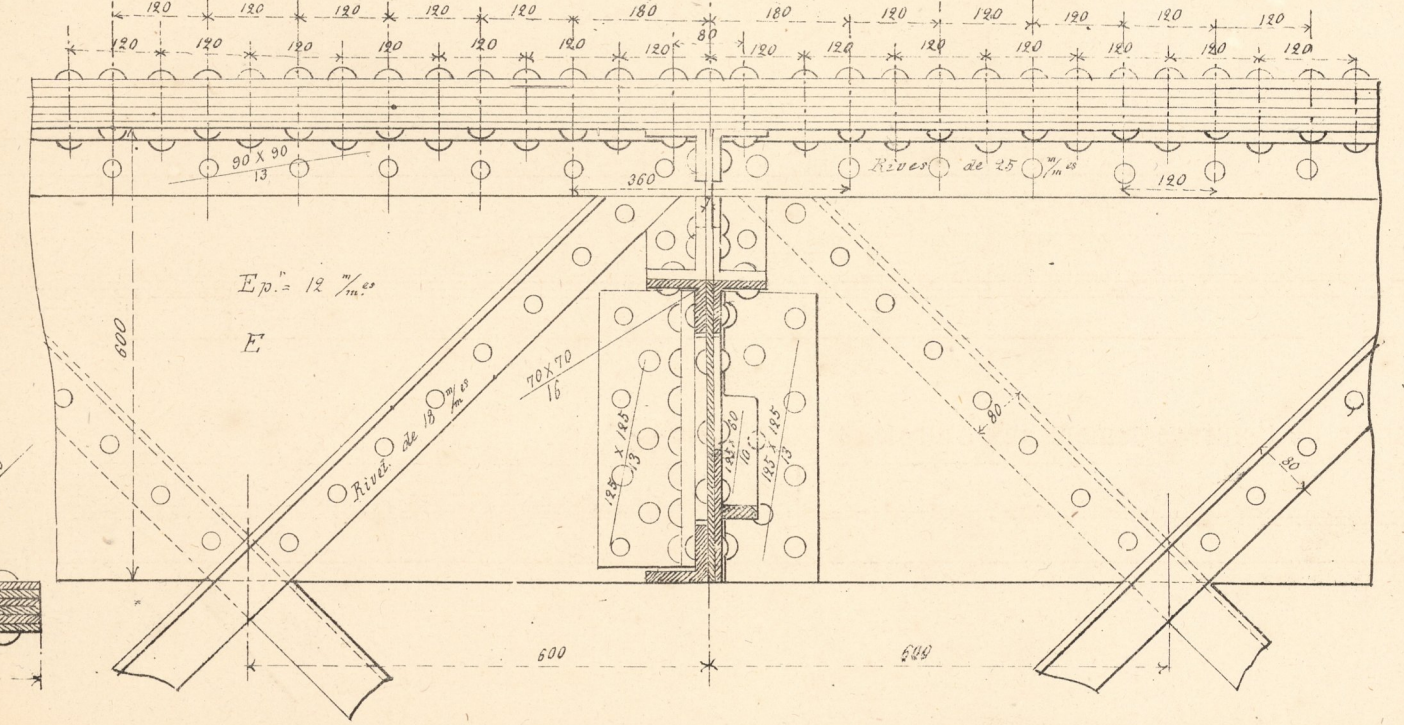 120 120 120 120 120 180 180 120 120 120 120 120
120 120 120 120 120 120 120 80 120 120 120 120 120 120 120
90 X 90
13
360
Rives de 25 m/mes
120
Ep.r = 12 m/m.es
E
600
Rivet. de 18 m/mes
70 X 70
16
125 X 125
13
125 X 80
10
125 X 125
13
80
80
600
600